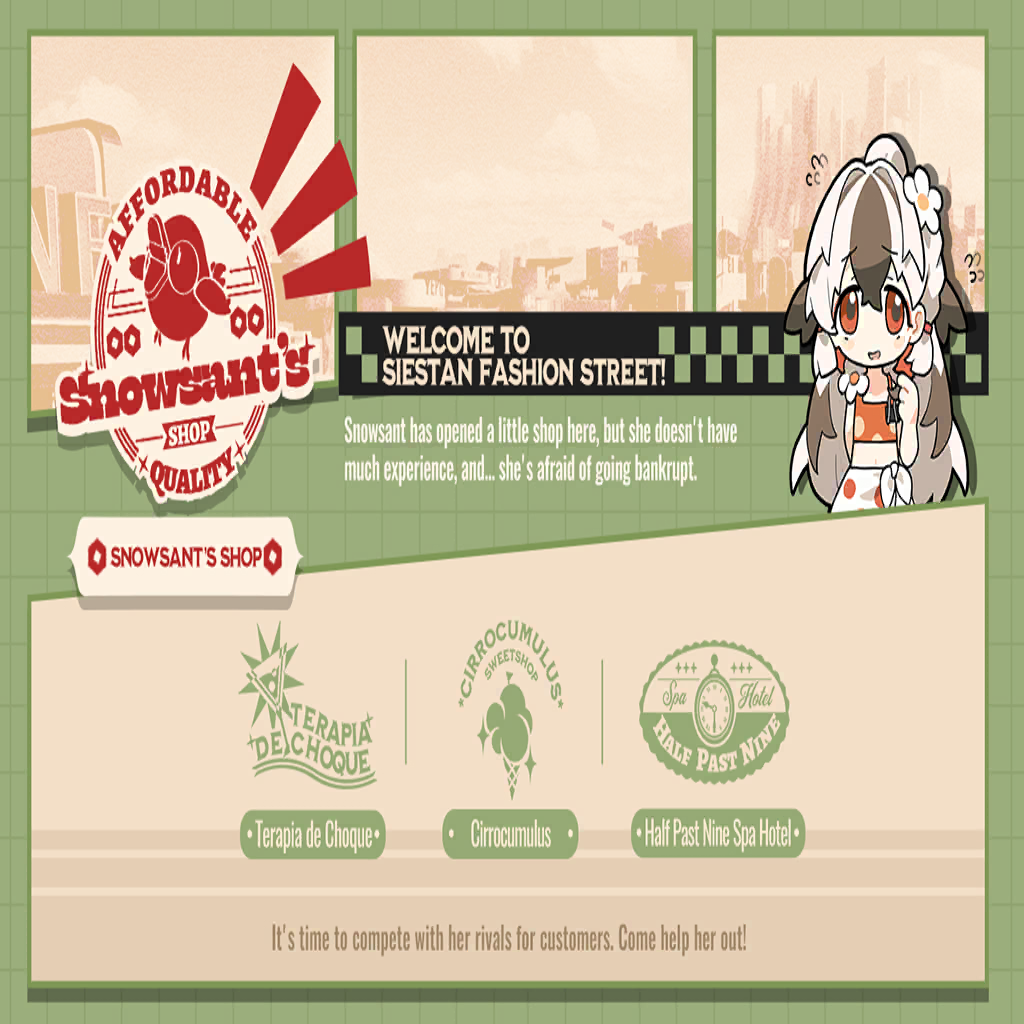 AFFORDABLE
Snowsant's
SHOP
QUALITY
WELCOME TO
SIESTAN FASHION STREET!
Snowsant has opened a little shop here, but she doesn't have
much experience, and... she's afraid of going bankrupt.
SNOWSANT'S SHOP
TERAPIA
DE CHOQUE
CIRROCUMULUS
SWEETSHOP
Spa Hotel
HALF PAST NINE
•Terapia de Choque•
• Cirrocumulus •
•Half Past Nine Spa Hotel•
It's time to compete with her rivals for customers. Come help her out!